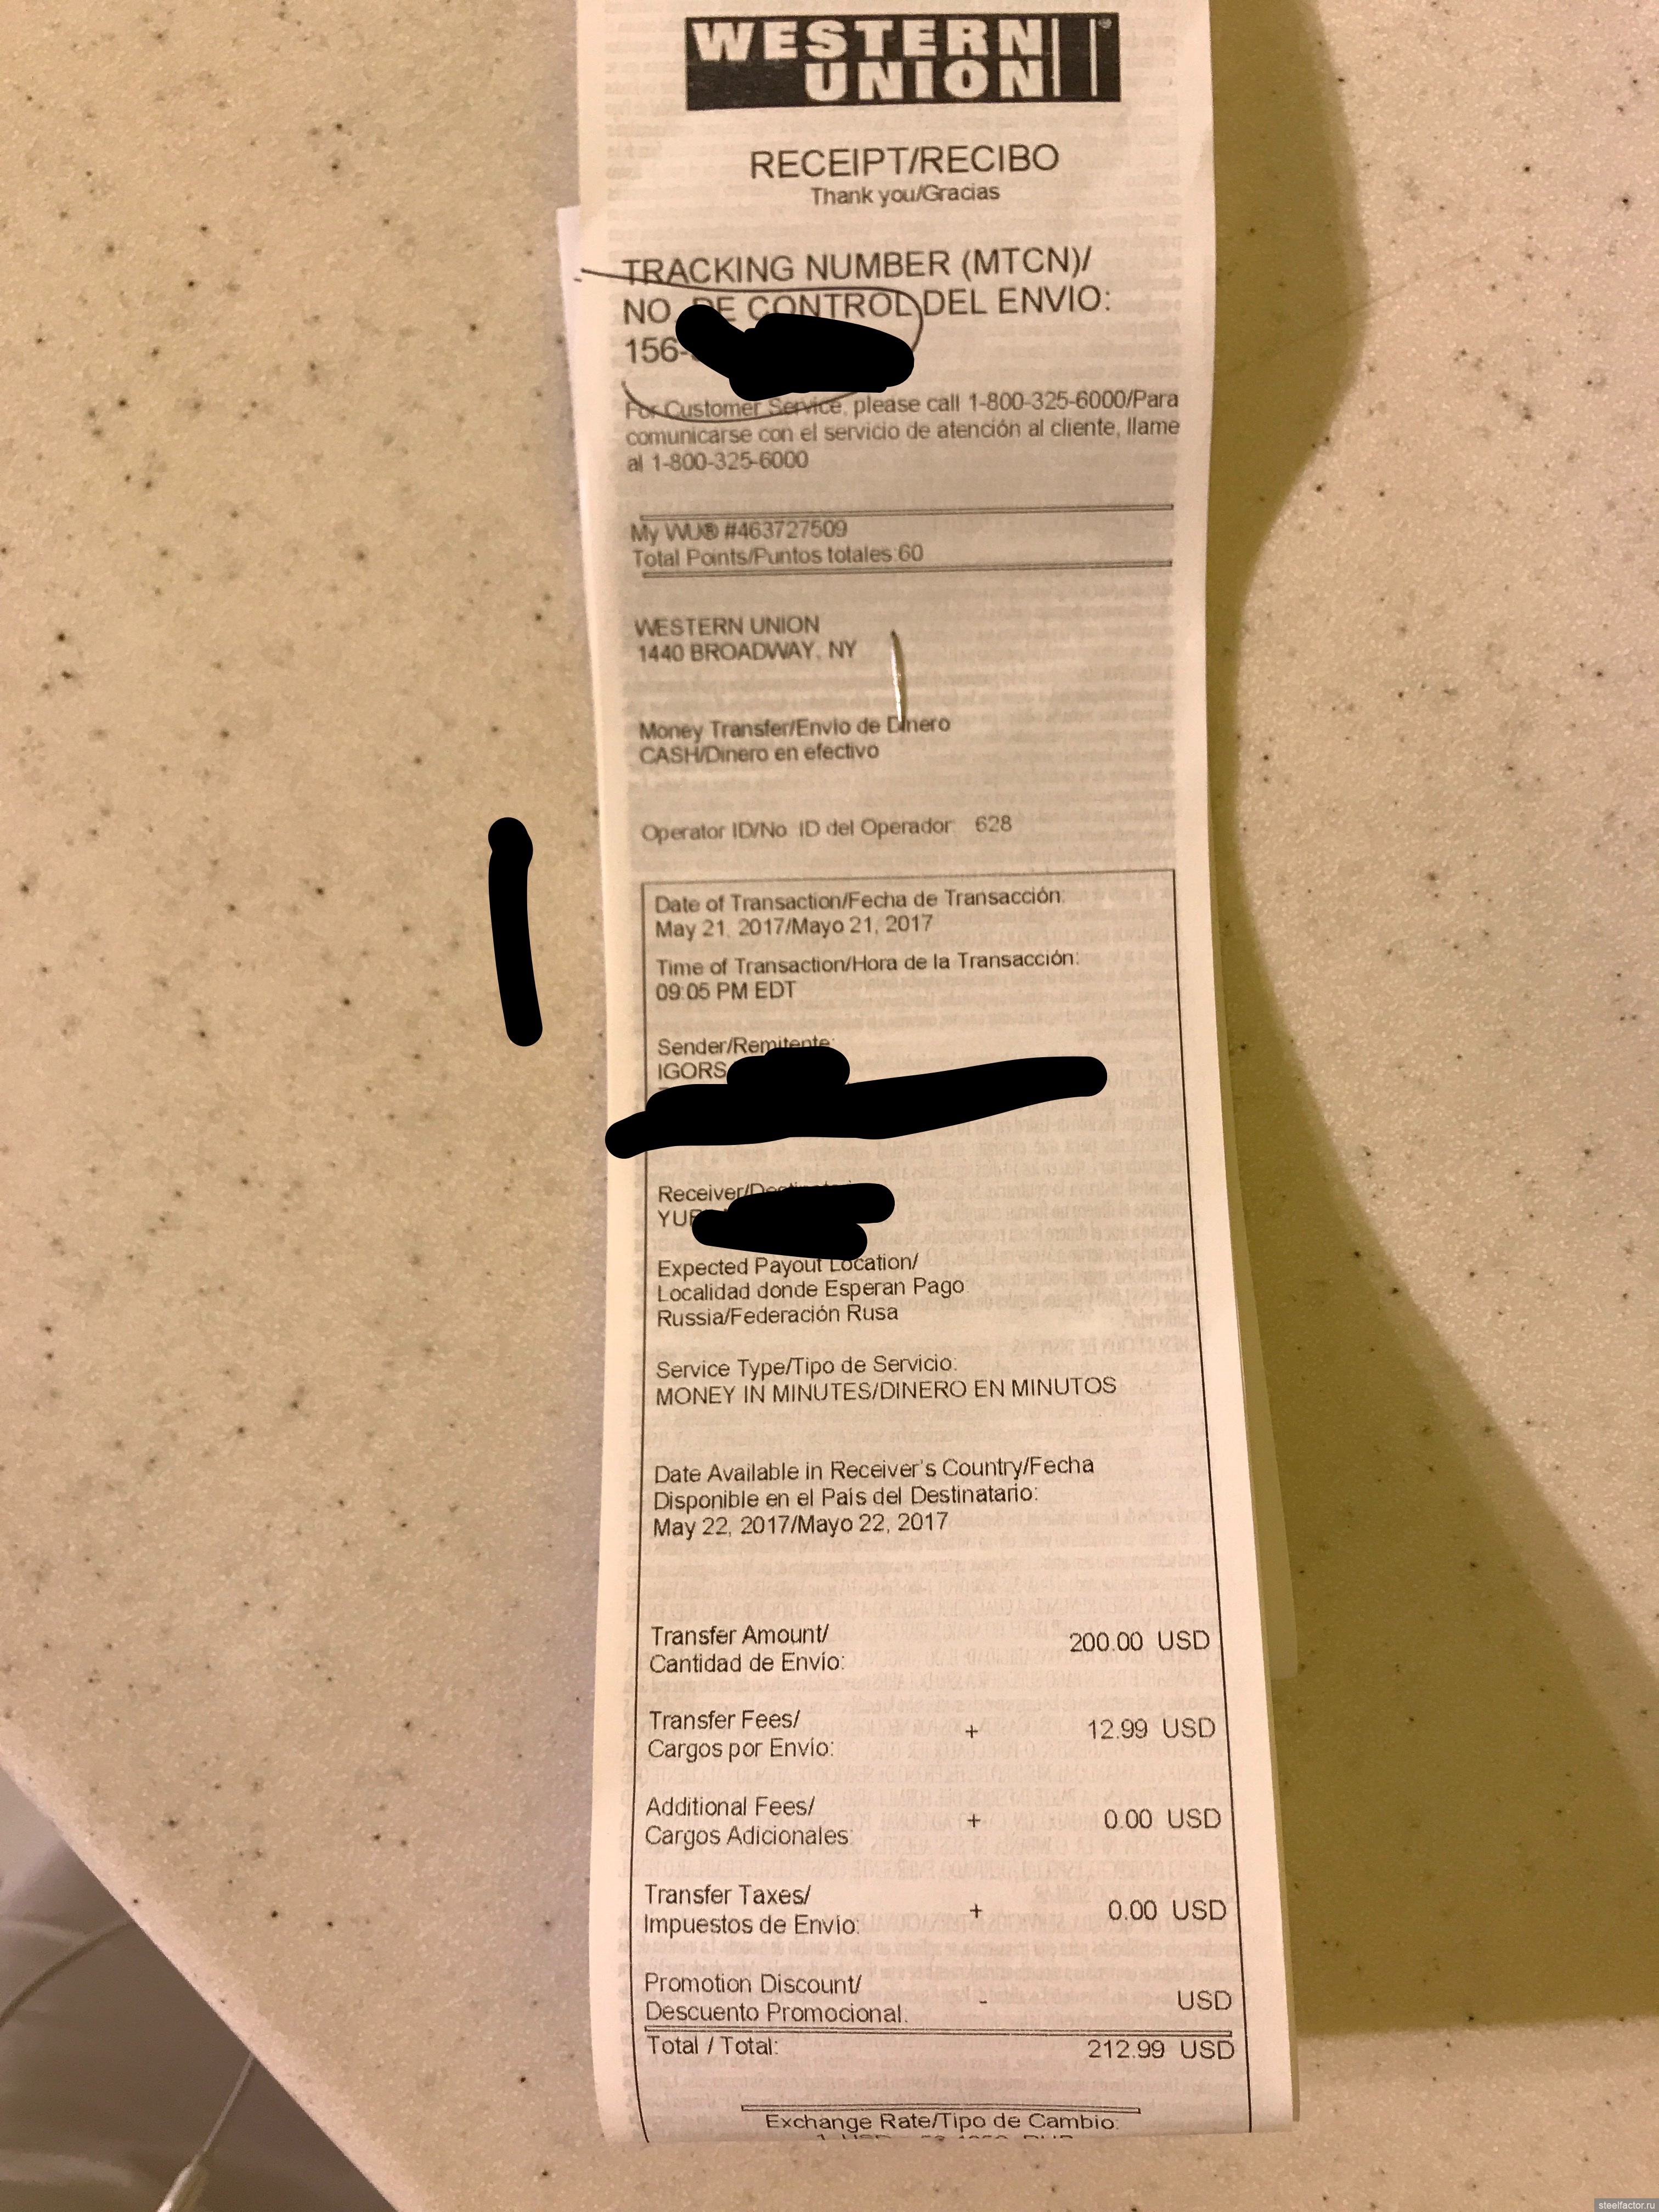 WESTERN
UNION
RECEIPT/RECIBO
Thank you/Gracias
TRACKING NUMBER (MTCN)/
NO. DE CONTROL DEL ENVIO:
156-
For Customer Service, please call 1-800-325-6000/Para
comunicarse con el servicio de atención al cliente, llame
al 1-800-325-6000
My WU® #463727509
Total Points/Puntos totales:60
WESTERN UNION
1440 BROADWAY, NY
Money Transfer/Envio de Dinero
CASH/Dinero en efectivo
Operator ID/No. ID del Operador: 628
Date of Transaction/Fecha de Transacción:
May 21, 2017/Mayo 21, 2017
Time of Transaction/Hora de la Transacción:
09:05 PM EDT
Sender/Remitente:
IGORS
Receiver/
Expected Payout Location/
Localidad donde Esperan Pago:
Russia/Federación Rusa
Service Type/Tipo de Servicio:
MONEY IN MINUTES/DINERO EN MINUTOS
Date Available in Receiver's Country/Fecha
Disponible en el País del Destinatario:
May 22, 2017/Mayo 22, 2017
Transfer Amount/ 200.00 USD
Cantidad de Envío:
Transfer Fees/ + 12.99 USD
Cargos por Envío:
Additional Fees/ + 0.00 USD
Cargos Adicionales:
Transfer Taxes/ + 0.00 USD
Impuestos de Envío:
Promotion Discount/ - USD
Descuento Promocional:
Total / Total: 212.99 USD
Exchange Rate/Tipo de Cambio:
steelfactor.ru